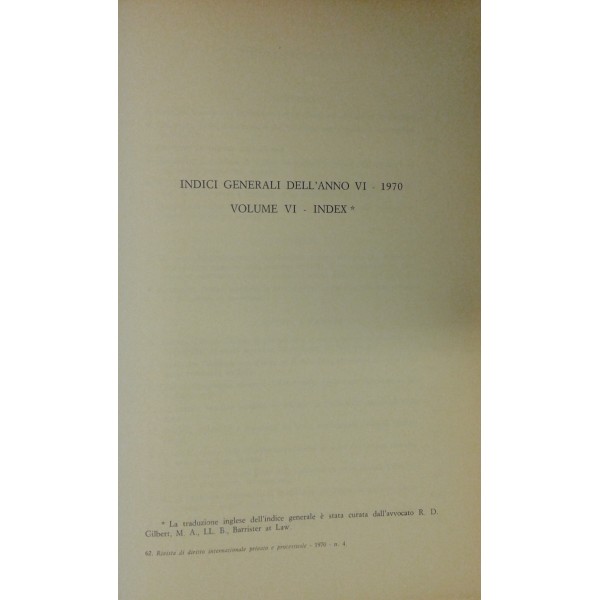 INDICI GENERALI DELL'ANNO VI - 1970
VOLUME VI - INDEX *
* La traduzione inglese dell'indice generale è stata curata dall'avvocato R. D.
Gilbert, M. A., LL. B., Barrister at Law.
62. Rivista di diritto internazionale privato e processuale - 1970 - n. 4.